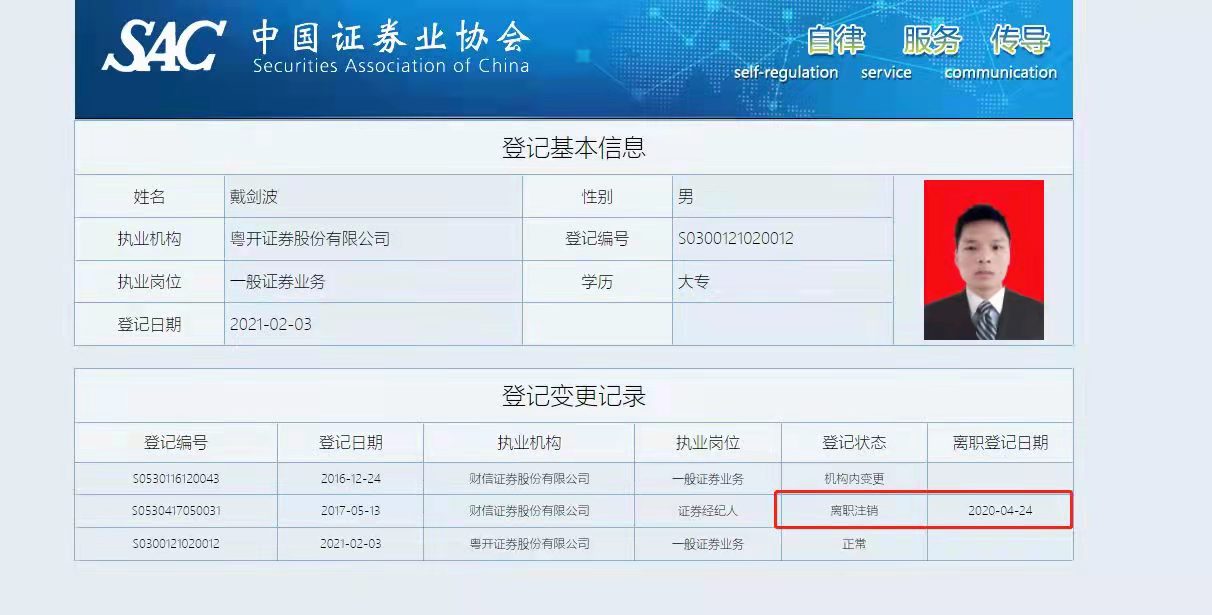 SAC 中国证券业协会 自律 服务 传导
Securities Association of China self-regulation service communication
登记基本信息
姓名 戴剑波 性别 男
执业机构 粤开证券股份有限公司 登记编号 S0300121020012
执业岗位 一般证券业务 学历 大专
登记日期 2021-02-03
登记变更记录
登记编号 登记日期 执业机构 执业岗位 登记状态 离职登记日期
S0530116120043 2016-12-24 财信证券股份有限公司 一般证券业务 机构内变更
S0530417050031 2017-05-13 财信证券股份有限公司 证券经纪人 离职注销 2020-04-24
S0300121020012 2021-02-03 粤开证券股份有限公司 一般证券业务 正常